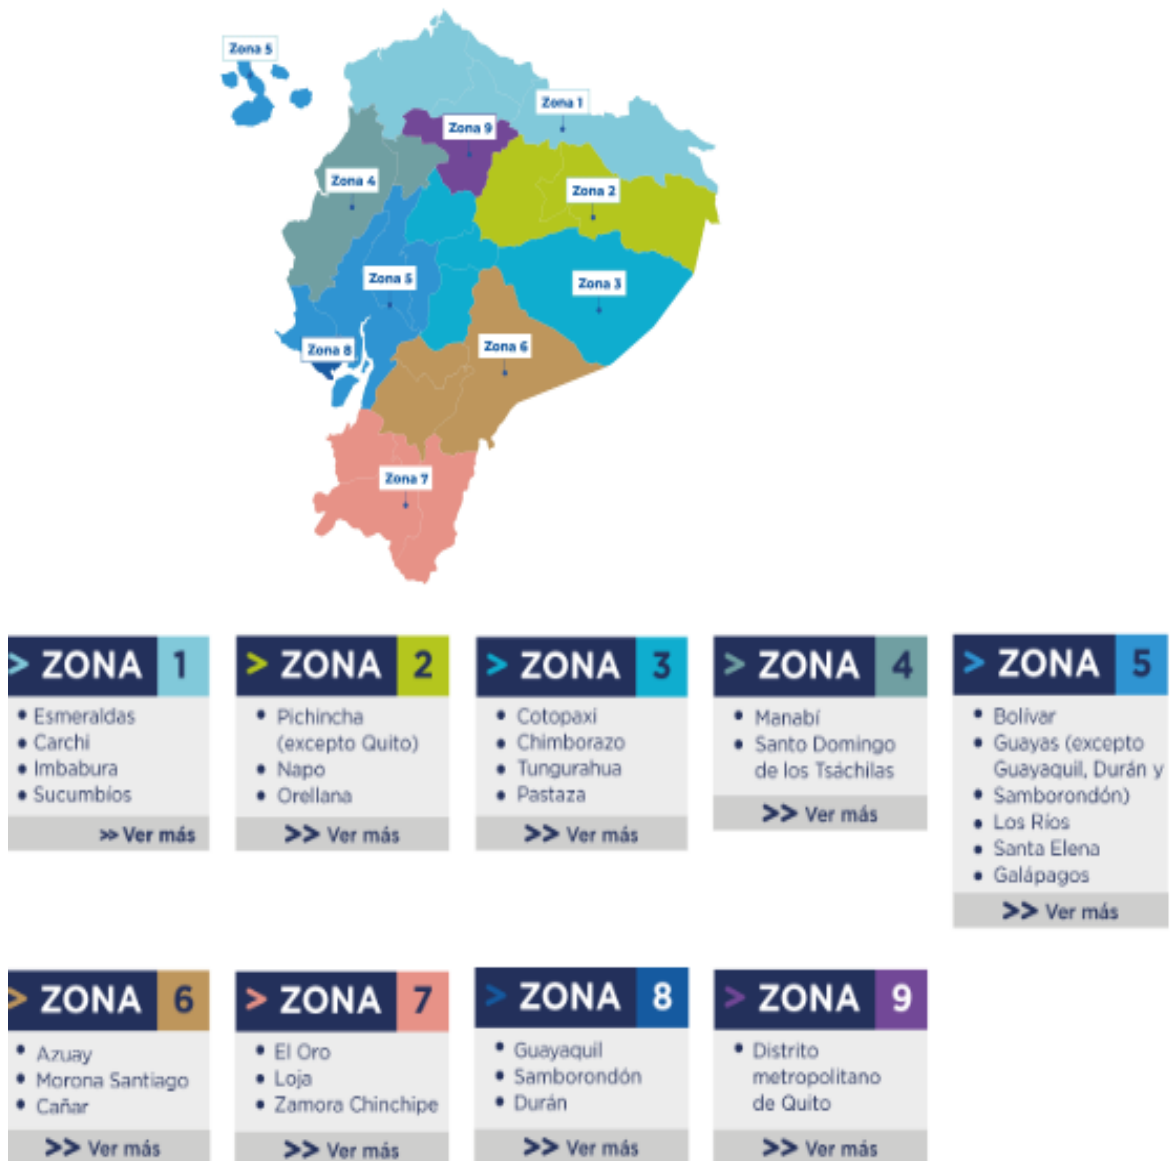 Zona 5
Zona 1
Zona 9
Zona 4
Zona 2
Zona 5
Zona 3
Zona 8
Zona 6
Zona 7
> ZONA 1
• Esmeraldas
• Carchi
• Imbabura
• Sucumbíos
>> Ver más
> ZONA 2
• Pichincha
(excepto Quito)
• Napo
• Orellana
>> Ver más
> ZONA 3
• Cotopaxi
• Chimborazo
• Tungurahua
• Pastaza
>> Ver más
> ZONA 4
• Manabí
• Santo Domingo
de los Tsáchilas
>> Ver más
> ZONA 5
• Bolívar
• Guayas (excepto
Guayaquil, Durán y
• Samborondón)
• Los Ríos
• Santa Elena
• Galápagos
>> Ver más
> ZONA 6
• Azuay
• Morona Santiago
• Cañar
>> Ver más
> ZONA 7
• El Oro
• Loja
• Zamora Chinchipe
>> Ver más
> ZONA 8
• Guayaquil
• Samborondón
• Durán
>> Ver más
> ZONA 9
• Distrito
metropolitano
de Quito
>> Ver más